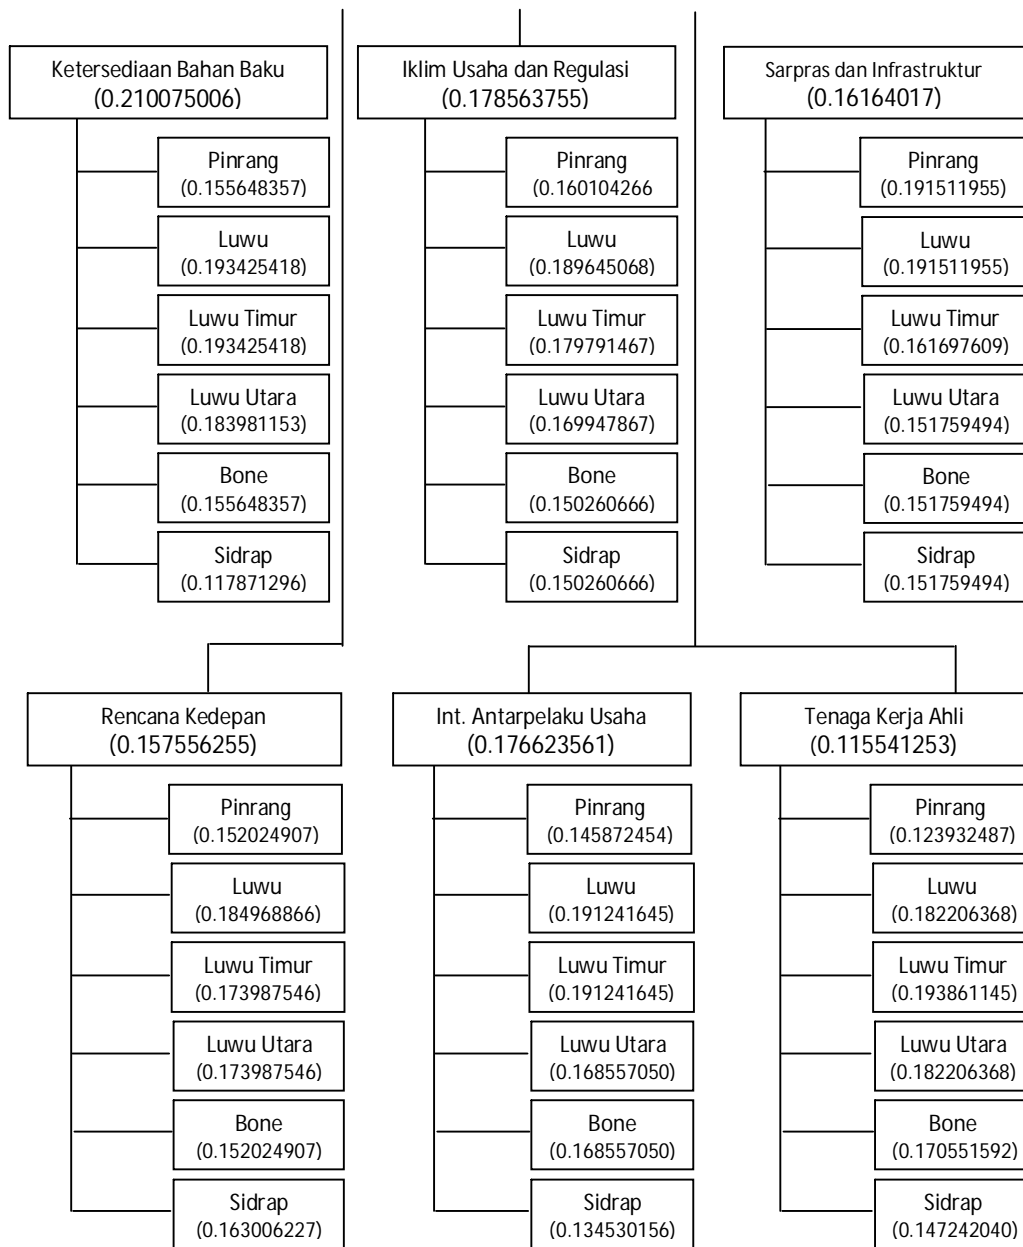 Ketersediaan Bahan Baku
(0.210075006)
Pinrang
(0.155648357)
Luwu
(0.193425418)
Luwu Timur
(0.193425418)
Luwu Utara
(0.183981153)
Bone
(0.155648357)
Sidrap
(0.117871296)
Iklim Usaha dan Regulasi
(0.178563755)
Pinrang
(0.160104266
Luwu
(0.189645068)
Luwu Timur
(0.179791467)
Luwu Utara
(0.169947867)
Bone
(0.150260666)
Sidrap
(0.150260666)
Sarpras dan Infrastruktur
(0.16164017)
Pinrang
(0.191511955)
Luwu
(0.191511955)
Luwu Timur
(0.161697609)
Luwu Utara
(0.151759494)
Bone
(0.151759494)
Sidrap
(0.151759494)
Rencana Kedepan
(0.157556255)
Pinrang
(0.152024907)
Luwu
(0.184968866)
Luwu Timur
(0.173987546)
Luwu Utara
(0.173987546)
Bone
(0.152024907)
Sidrap
(0.163006227)
Int. Antarpelaku Usaha
(0.176623561)
Pinrang
(0.145872454)
Luwu
(0.191241645)
Luwu Timur
(0.191241645)
Luwu Utara
(0.168557050)
Bone
(0.168557050)
Sidrap
(0.134530156)
Tenaga Kerja Ahli
(0.115541253)
Pinrang
(0.123932487)
Luwu
(0.182206368)
Luwu Timur
(0.193861145)
Luwu Utara
(0.182206368)
Bone
(0.170551592)
Sidrap
(0.147242040)